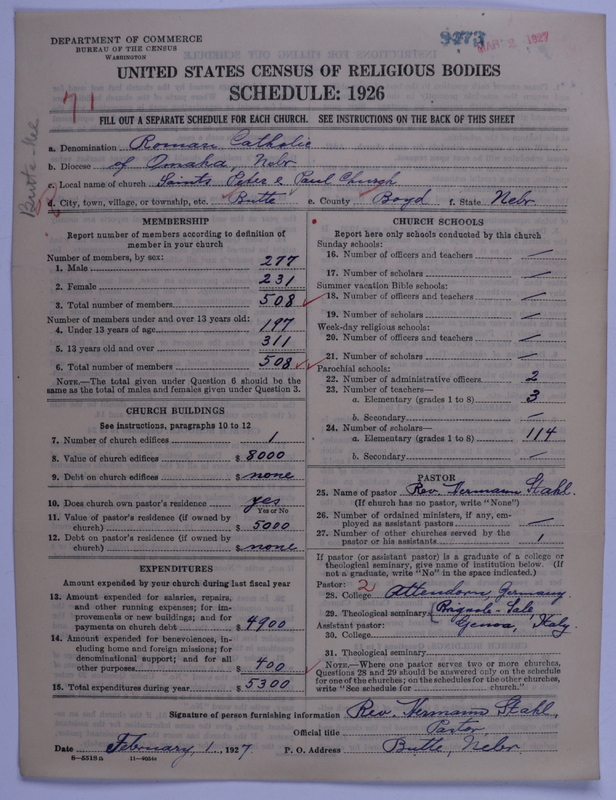 DEPARTMENT OF COMMERCE
BUREAU OF THE CENSUS
WASHINGTON
9473
MAR 2 1927
UNITED STATES CENSUS OF RELIGIOUS BODIES
SCHEDULE: 1926
71
FILL OUT A SEPARATE SCHEDULE FOR EACH CHURCH. SEE INSTRUCTIONS ON THE BACK OF THIS SHEET
a. Denomination Roman Catholic
b. Diocese of Omaha, Nebr
c. Local name of church Saints Peter & Paul Church
d. City, town, village, or township, etc. Butte e. County Boyd f. State Nebr.
MEMBERSHIP
Report number of members according to definition of
member in your church
Number of members, by sex:
1. Male 277
2. Female 231
3. Total number of members 508
Number of members under and over 13 years old:
4. Under 13 years of age 197
5. 13 years old and over 311
6. Total number of members 508
NOTE.—The total given under Question 6 should be the
same as the total of males and females given under Question 3.
CHURCH BUILDINGS
See instructions, paragraphs 10 to 12
7. Number of church edifices 1
8. Value of church edifices $ 8000
9. Debt on church edifices $ none
10. Does church own pastor's residence yes
Yes or No
11. Value of pastor's residence (if owned by
church) $ 5000
12. Debt on pastor's residence (if owned by
church) $ none
EXPENDITURES
Amount expended by your church during last fiscal year
13. Amount expended for salaries, repairs,
and other running expenses; for im-
provements or new buildings; and for
payments on church debt $ 4900
14. Amount expended for benevolences, in-
cluding home and foreign missions; for
denominational support; and for all
other purposes $ 400
15. Total expenditures during year $ 5300
CHURCH SCHOOLS
Report here only schools conducted by this church
Sunday schools:
16. Number of officers and teachers —
17. Number of scholars —
Summer vacation Bible schools:
18. Number of officers and teachers —
19. Number of scholars —
Week-day religious schools:
20. Number of officers and teachers —
21. Number of scholars —
Parochial schools:
22. Number of administrative officers 2
23. Number of teachers—
a. Elementary (grades 1 to 8) 3
b. Secondary —
24. Number of scholars—
a. Elementary (grades 1 to 8) 114
b. Secondary —
PASTOR
25. Name of pastor Rev. Hermann Stahl.
(If church has no pastor, write "None")
26. Number of ordained ministers, if any, em-
ployed as assistant pastors —
27. Number of other churches served by the
pastor or his assistants 1
If pastor (or assistant pastor) is a graduate of a college or
theological seminary, give name of institution below. (If
not a graduate, write "No" in the space indicated.)
Pastor: 2
28. College Attendorn, Germany
29. Theological seminary Brignole-Sale,
Assistant pastor: Genoa, Italy.
30. College
31. Theological seminary
NOTE.—Where one pastor serves two or more churches,
Questions 28 and 29 should be answered only on the schedule
for one of the churches; on the schedules for the other churches,
write "See schedule for church."
Signature of person furnishing information Rev. Hermann Stahl,
Official title Pastor
Date February, 1, 1927 P. O. Address Butte, Nebr
8—5518a 11—9034